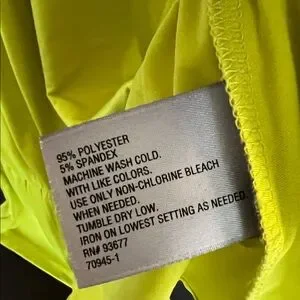 95% POLYESTER
5% SPANDEX
MACHINE WASH COLD.
WITH LIKE COLORS.
USE ONLY NON-CHLORINE BLEACH
WHEN NEEDED.
TUMBLE DRY LOW.
IRON ON LOWEST SETTING AS NEEDED.
RN# 93677
70945-1